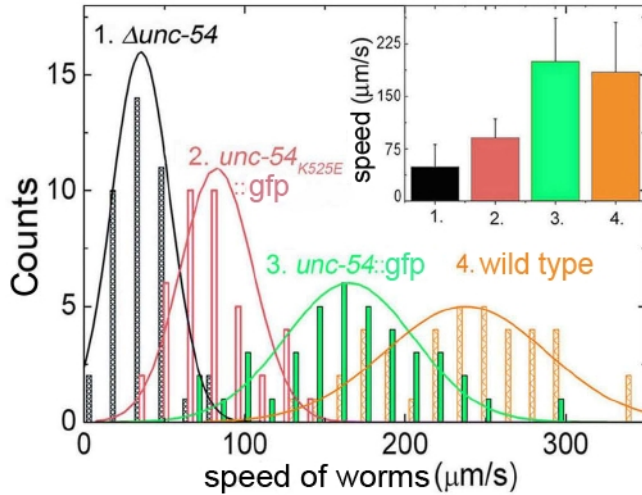 1. Δunc-54
2. unc-54K525E
::gfp
3. unc-54::gfp
4. wild type
Counts
15
10
5
0
0
100
200
300
speed of worms (μm/s)
speed (μm/s)
225
150
75
0
1.
2.
3.
4.